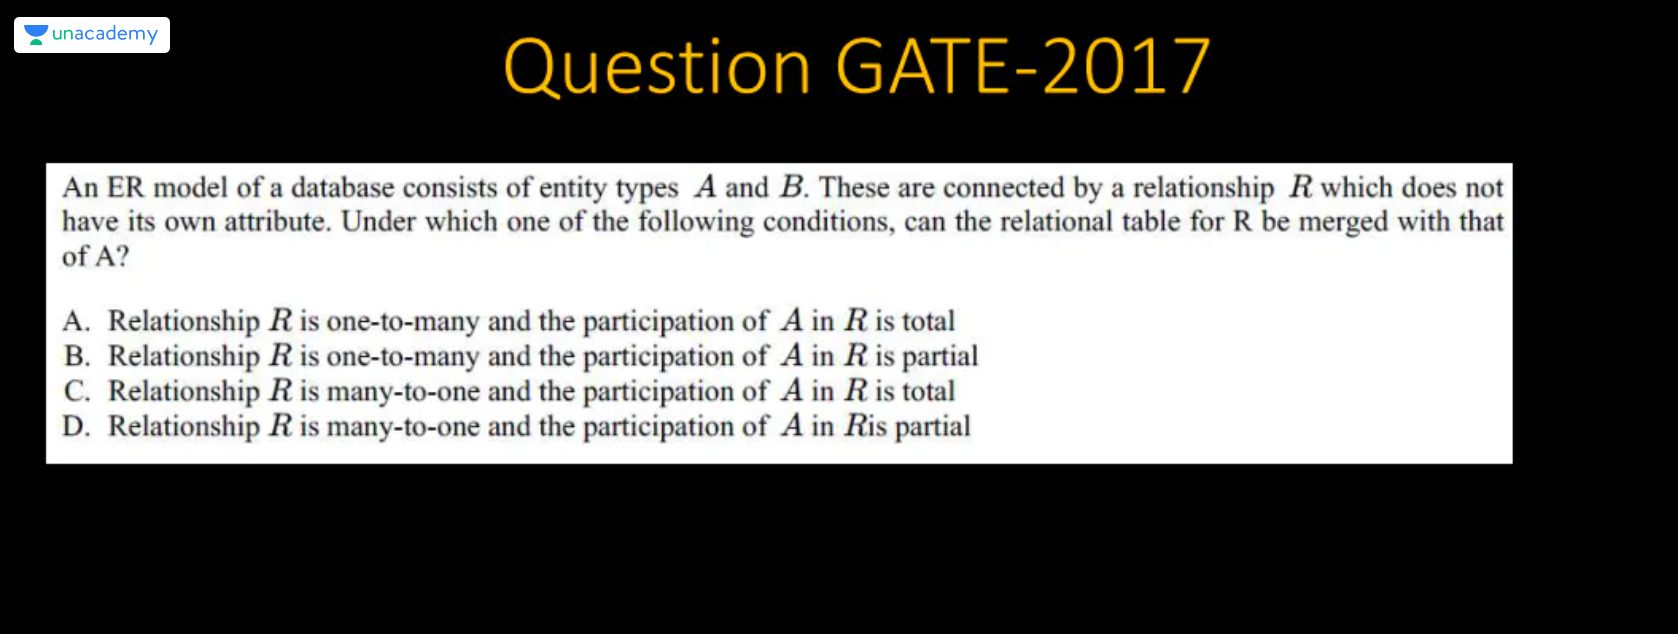 unacademy
Question GATE-2017
An ER model of a database consists of entity types A and B. These are connected by a relationship R which does not
have its own attribute. Under which one of the following conditions, can the relational table for R be merged with that
of A?
A. Relationship R is one-to-many and the participation of A in R is total
B. Relationship R is one-to-many and the participation of A in R is partial
C. Relationship R is many-to-one and the participation of A in R is total
D. Relationship R is many-to-one and the participation of A in Ris partial